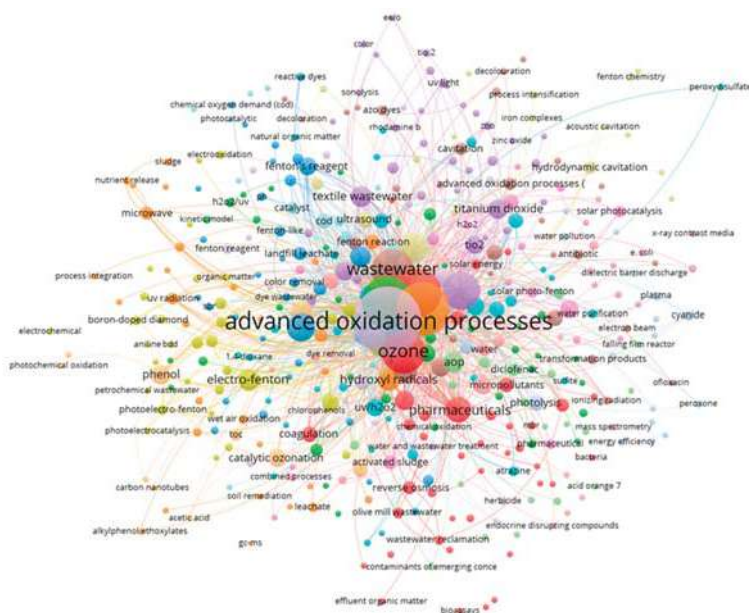 eelo
color
tio 2
reactive dyes
uv light
decolouration
fenton chemistry
sonolysis
process intensification
peroxydisulfate
chemical oxygen demand (cod)
azo dyes
decoloration
iron complexes
photocatalytic
rhodamine b
zno
acoustic cavitation
natural organic matter
cavitation
zinc oxide
sludge
electrooxidation
fenton's reagent
hydrodynamic cavitation
nutrient release
textile wastewater
advanced oxidation processes (
h2o2/uv
catalyst
microwave
kinetic model
cod
ultrasound
titanium dioxide
solar photocatalysis
fenton-like
h2o2
fenton reagent
fenton reaction
tio2
water pollution
x-ray contrast media
landfill leachate
antibiotic
e. coli
process integration
organic matter
color removal
wastewater
solar energy
dielectric barrier discharge
uv radiation
dye wastewater
solar photo-fenton
plasma
boron-doped diamond
water purification
cyanide
electrochemical
advanced oxidation processes
electron beam
aniline
bdd
falling film reactor
photochemical oxidation
1,4-dioxane
dye removal
ozone
water
transformation products
aop
diclofenac
phenol
electro-fenton
hydroxyl radicals
ofloxacin
petrochemical wastewater
micropolutants
sulfite
ionizing radiation
photoelectro-fenton
chlorophenols
uv/h2o2
pharmaceuticals
photolysis
peroxone
wet air oxidation
photoelectrocatalysis
toc
coagulation
chemical oxidation
mbr
mass spectrometry
water and wastewater treatment
pharmaceutical
energy efficiency
catalytic ozonation
activated sludge
bacteria
combined processes
atrazine
carbon nanotubes
soil remediation
reverse osmosis
acid orange 7
herbicide
acetic acid
leachate
olive mill wastewater
endocrine disrupting compounds
alkylphenol ethoxylates
wastewater reclamation
gc-ms
contaminants of emerging conce
effluent organic matter
bioassays